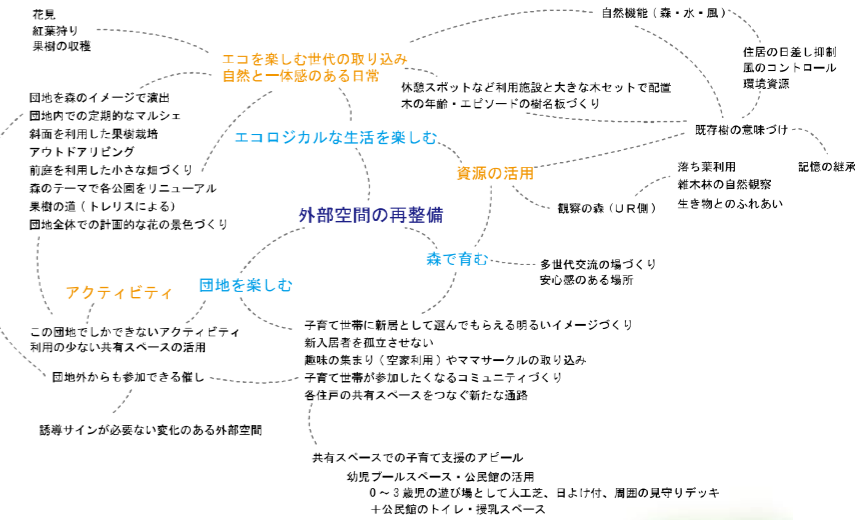 花見
紅葉狩り
果樹の収穫
自然機能(森・水・風)
エコを楽しむ世代の取り込み
自然と一体感のある日常
住居の日差し抑制
風のコントロール
環境資源
休憩スポットなど利用施設と大きな木セットで配置
木の年齢・エピソードの樹名板づくり
団地を森のイメージで演出
団地内での定期的なマルシェ
斜面を利用した果樹栽培
アウトドアリビング
前庭を利用した小さな畑づくり
森のテーマで各公園をリニューアル
果樹の道(トレリスによる)
団地全体での計画的な花の景色づくり
エコロジカルな生活を楽しむ
既存樹の意味づけ
資源の活用
落ち葉利用
雑木林の自然観察
生き物とのふれあい
記憶の継承
観察の森(UR側)
外部空間の再整備
森で育む
多世代交流の場づくり
安心感のある場所
団地を楽しむ
アクティビティ
この団地でしかできないアクティビティ
利用の少ない共有スペースの活用
子育て世帯に新居として選んでもらえる明るいイメージづくり
新入居者を孤立させない
趣味の集まり(空家利用)やママサークルの取り込み
子育て世帯が参加したくなるコミュニティづくり
各住戸の共有スペースをつなぐ新たな通路
団地外からも参加できる催し
誘導サインが必要ない変化のある外部空間
共有スペースでの子育て支援のアピール
幼児プールスペース・公民館の活用
0～3歳児の遊び場として人工芝、日よけ付、周囲の見守りデッキ
＋公民館のトイレ・授乳スペース